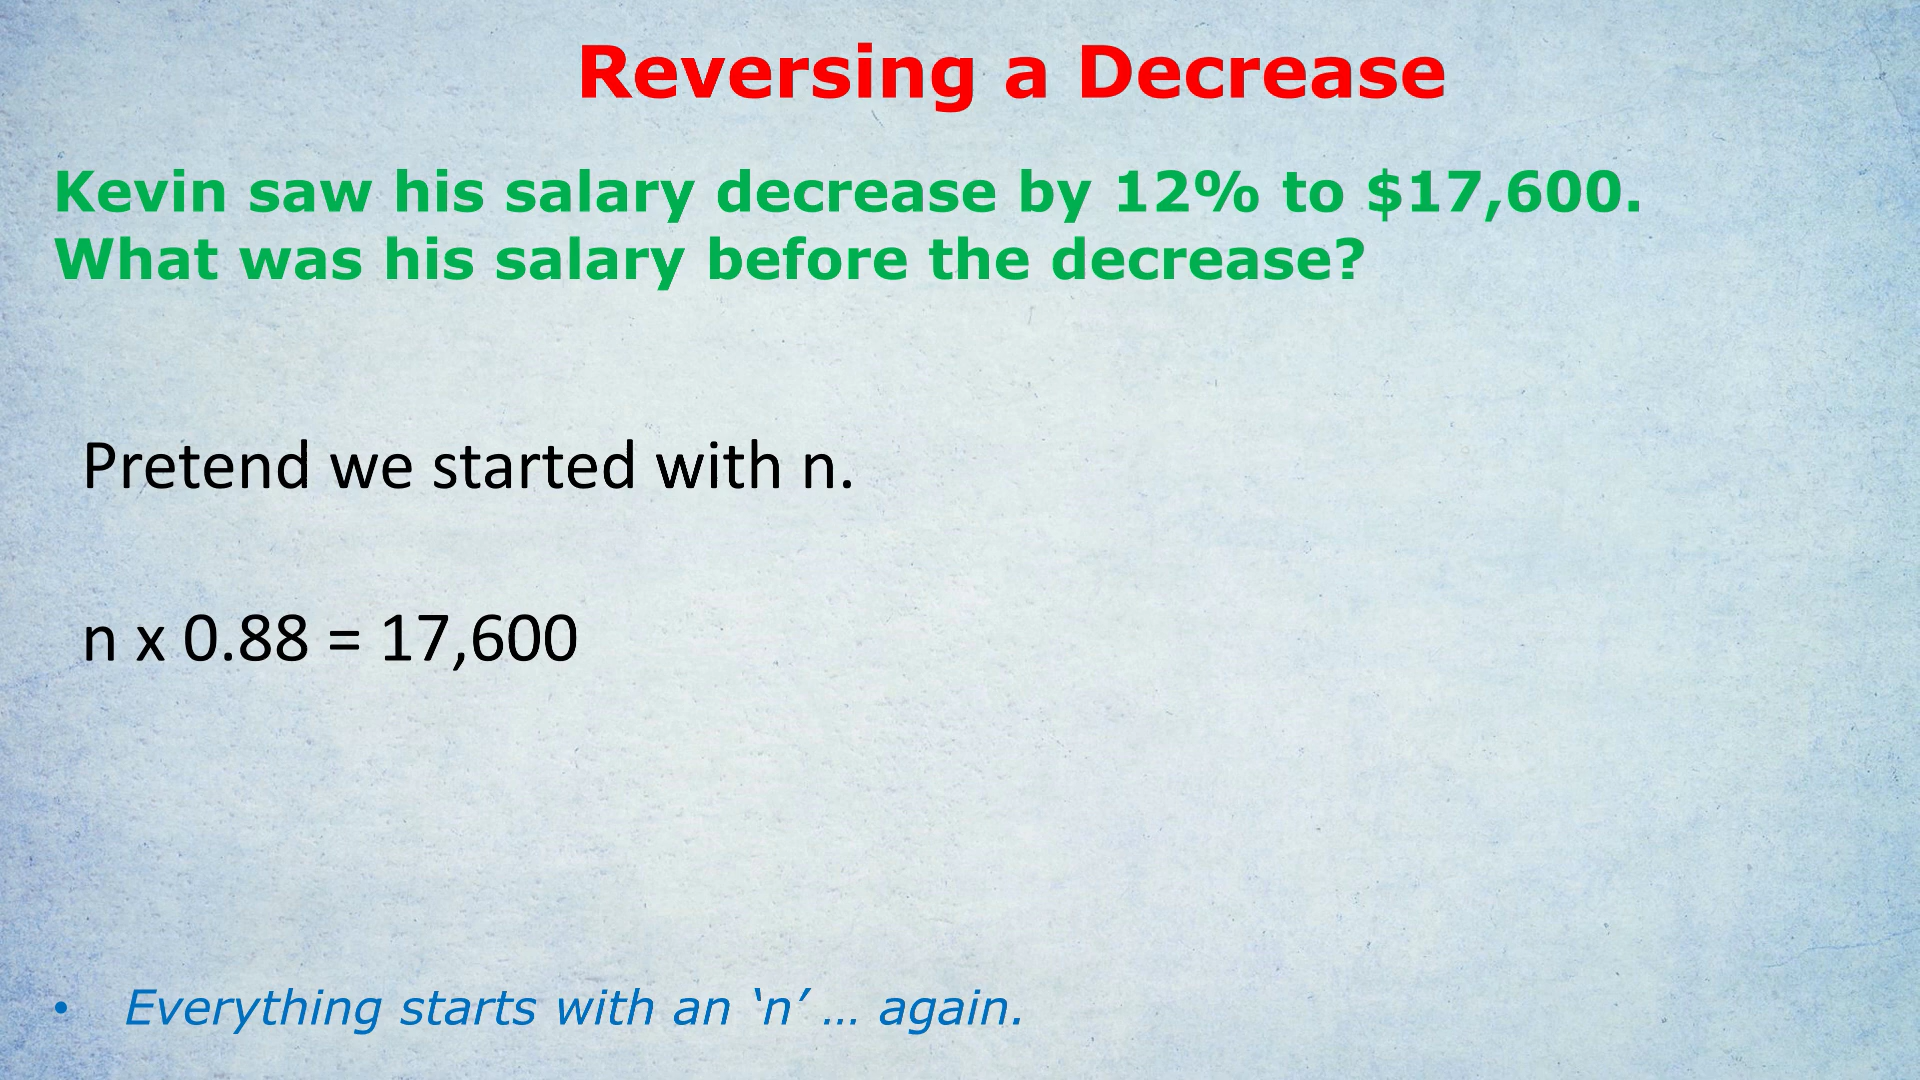 Reversing a Decrease
Kevin saw his salary decrease by 12% to $17,600.
What was his salary before the decrease?
Pretend we started with n.
n x 0.88 = 17,600
• Everything starts with an ‘n’ … again.